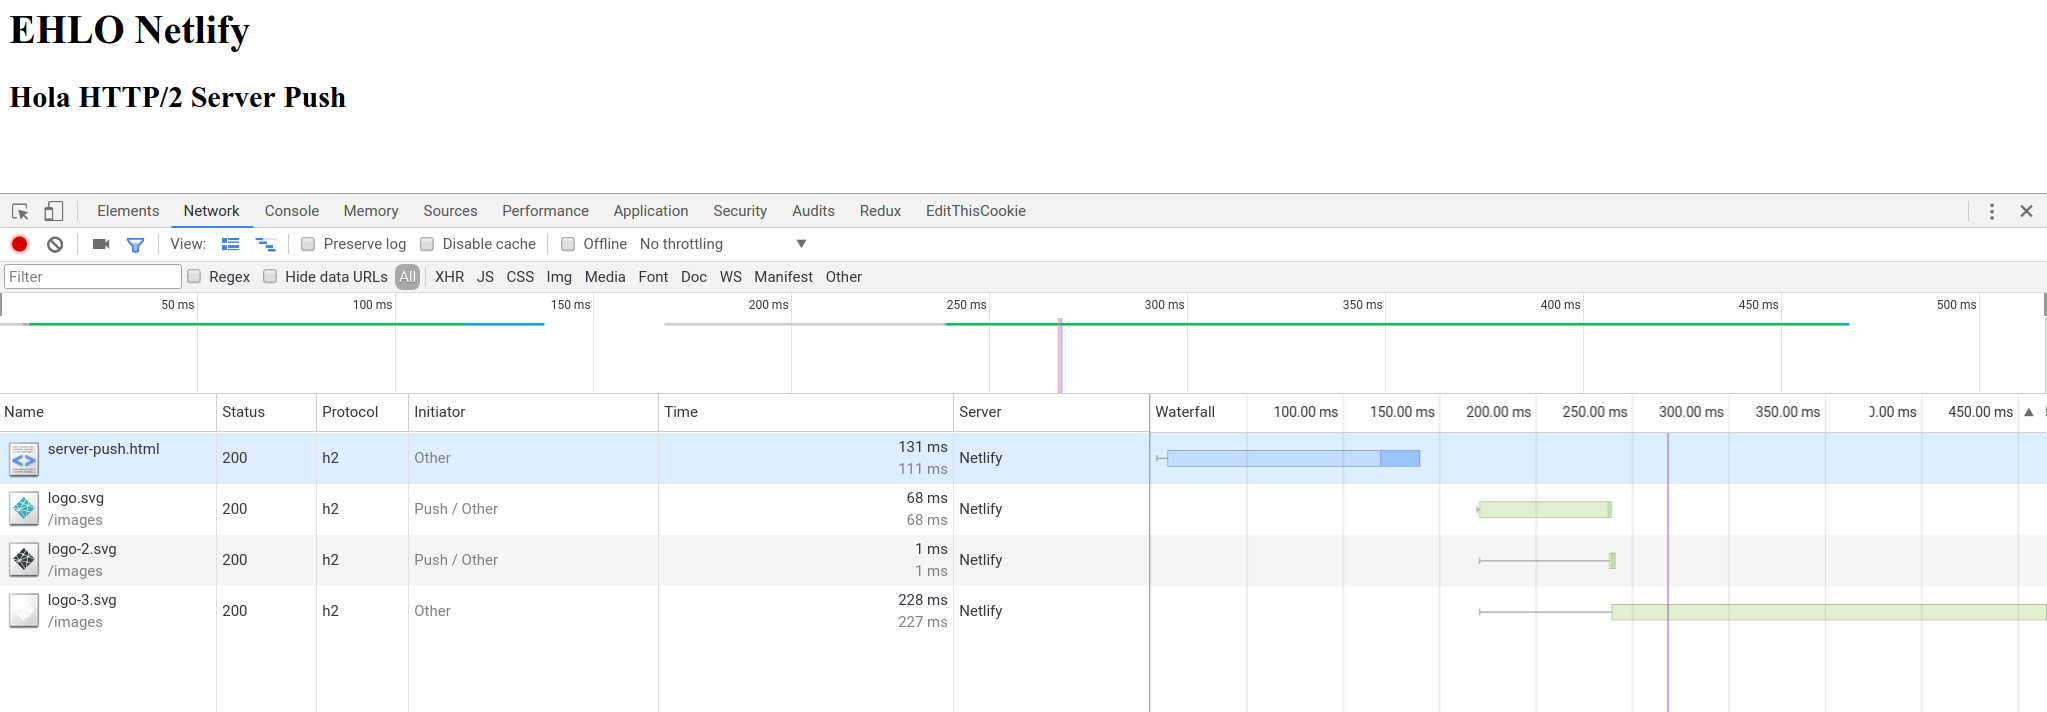 EHLO Netlify
Hola HTTP/2 Server Push
Elements Network Console Memory Sources Performance Application Security Audits Redux EditThisCookie
View: Preserve log Disable cache Offline No throttling
Filter Regex Hide data URLs All XHR JS CSS Img Media Font Doc WS Manifest Other
50 ms 100 ms 150 ms 200 ms 250 ms 300 ms 350 ms 400 ms 450 ms 500 ms
Name Status Protocol Initiator Time Server Waterfall 100.00 ms 150.00 ms 200.00 ms 250.00 ms 300.00 ms 350.00 ms 0.00 ms 450.00 ms
server-push.html 200 h2 Other 131 ms Netlify
111 ms
logo.svg 200 h2 Push / Other 68 ms Netlify
/images 68 ms
logo-2.svg 200 h2 Push / Other 1 ms Netlify
/images 1 ms
logo-3.svg 200 h2 Other 228 ms Netlify
/images 227 ms